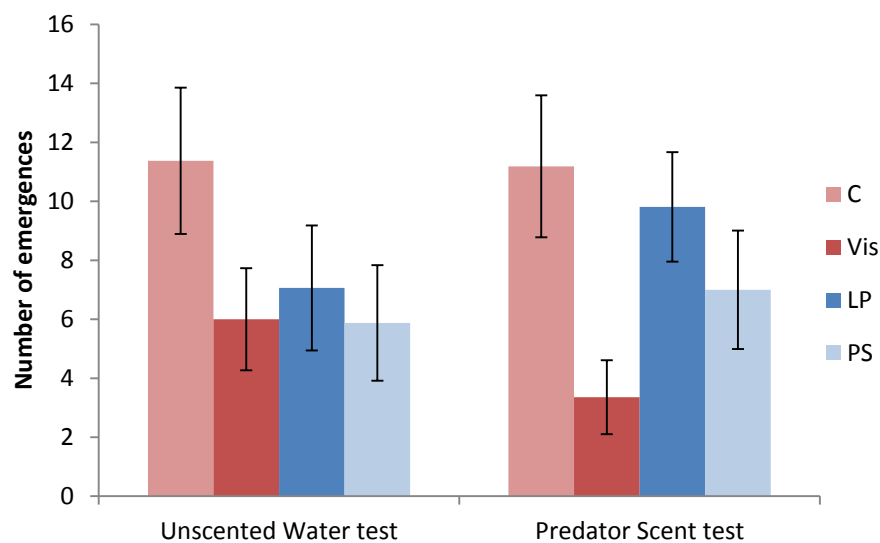 Number of emergences
16
14
12
10
8
6
4
2
0
Unscented Water test
Predator Scent test
C
Vis
LP
PS